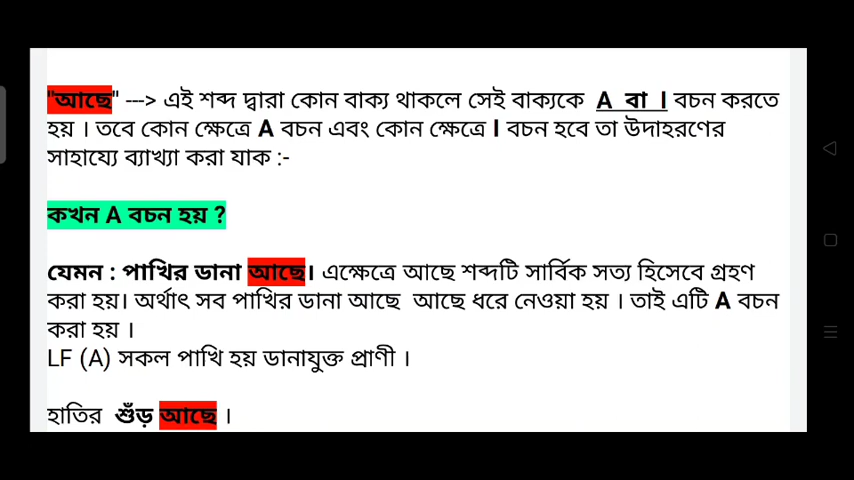 "আছে" ---> এই শব্দ দ্বারা কোন বাক্য থাকলে সেই বাক্যকে A বা I বচন করতে
হয় । তবে কোন ক্ষেত্রে A বচন এবং কোন ক্ষেত্রে I বচন হবে তা উদাহরণের
সাহায্যে ব্যাখ্যা করা যাক :-
কখন A বচন হয় ?
যেমন : পাখির ডানা আছে। এক্ষেত্রে আছে শব্দটি সার্বিক সত্য হিসেবে গ্রহণ
করা হয়। অর্থাৎ সব পাখির ডানা আছে আছে ধরে নেওয়া হয় । তাই এটি A বচন
করা হয় ।
LF (A) সকল পাখি হয় ডানাযুক্ত প্রাণী ।
হাতির শুঁড় আছে ।